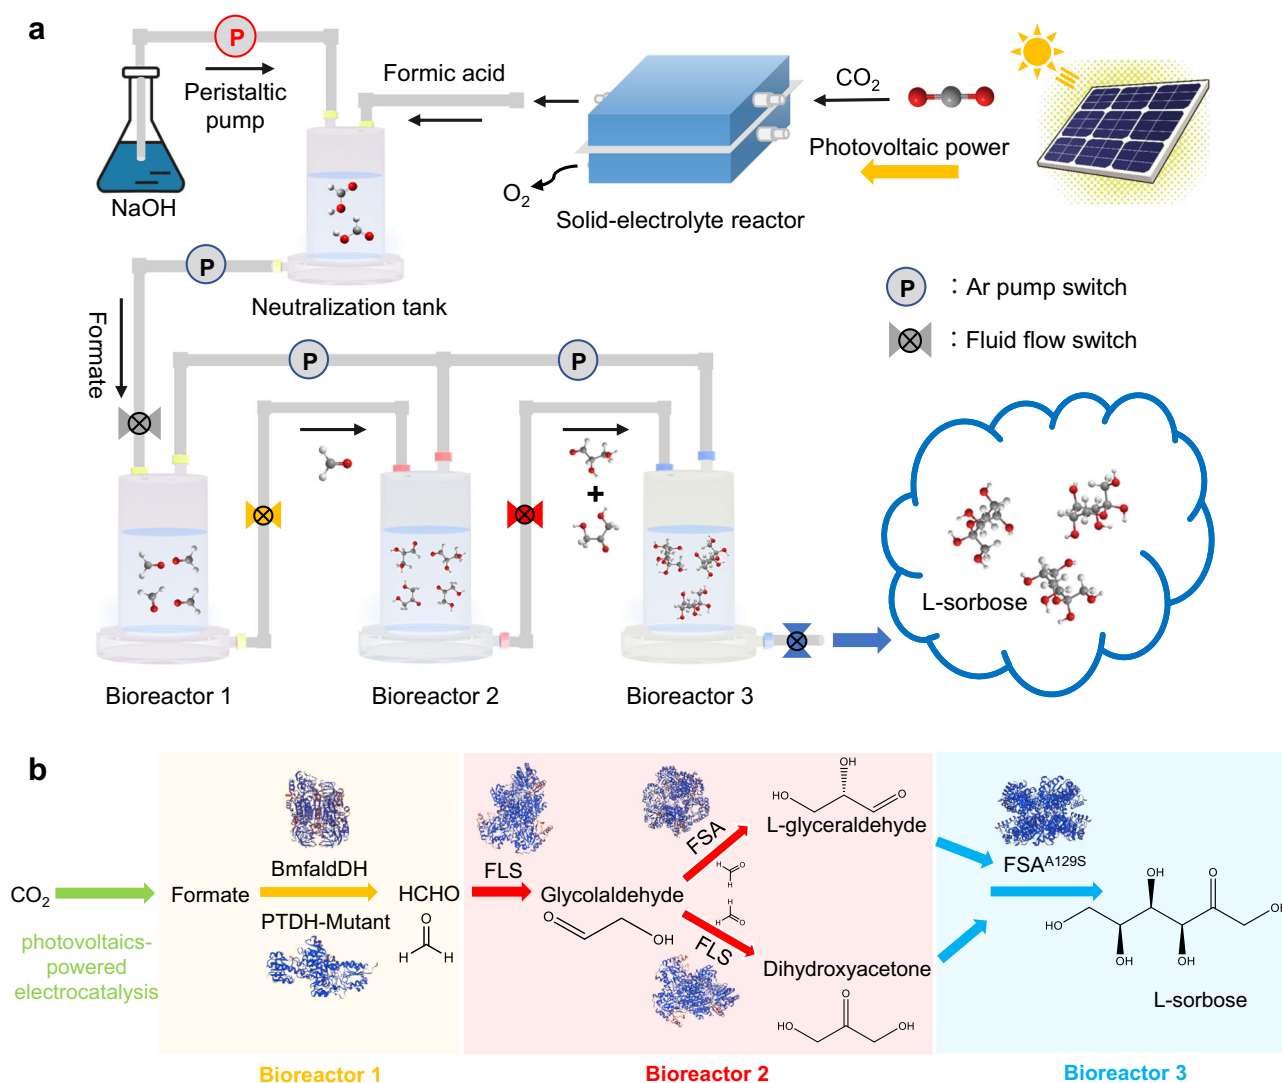 a
P
Peristaltic
pump
NaOH
Formic acid
CO2
Photovoltaic power
O2
Solid-electrolyte reactor
P
Neutralization tank
Formate
P : Ar pump switch
: Fluid flow switch
P
P
+
L-sorbose
Bioreactor 1
Bioreactor 2
Bioreactor 3
b
CO2
photovoltaics-
powered
electrocatalysis
Formate
BmfaldDH
PTDH-Mutant
HCHO
O
H H
Bioreactor 1
FLS
Glycolaldehyde
O
OH
FSA
H O
H
H O
H
FLS
OH
HO O
L-glyceraldehyde
Dihydroxyacetone
O
HO OH
Bioreactor 2
FSAA129S
OH O
HO OH
OH OH
L-sorbose
Bioreactor 3